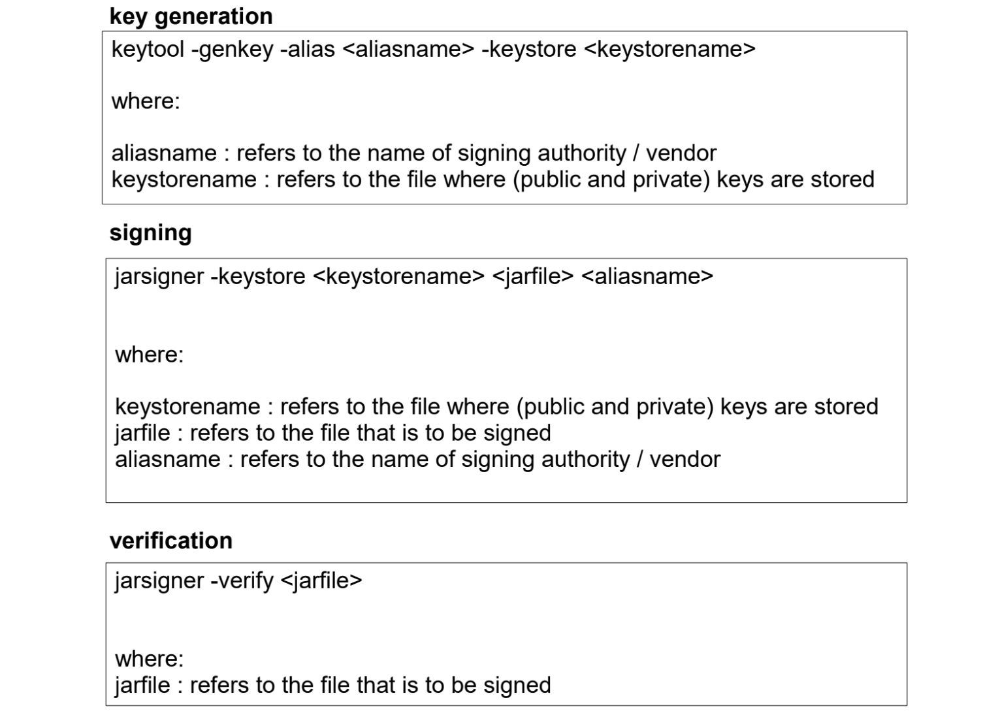 key generation
keytool -genkey -alias <aliasname> -keystore <keystorename>
where:
aliasname : refers to the name of signing authority / vendor
keystorename : refers to the file where (public and private) keys are stored
signing
jarsigner -keystore <keystorename> <jarfile> <aliasname>
where:
keystorename : refers to the file where (public and private) keys are stored
jarfile : refers to the file that is to be signed
aliasname : refers to the name of signing authority / vendor
verification
jarsigner -verify <jarfile>
where:
jarfile : refers to the file that is to be signed